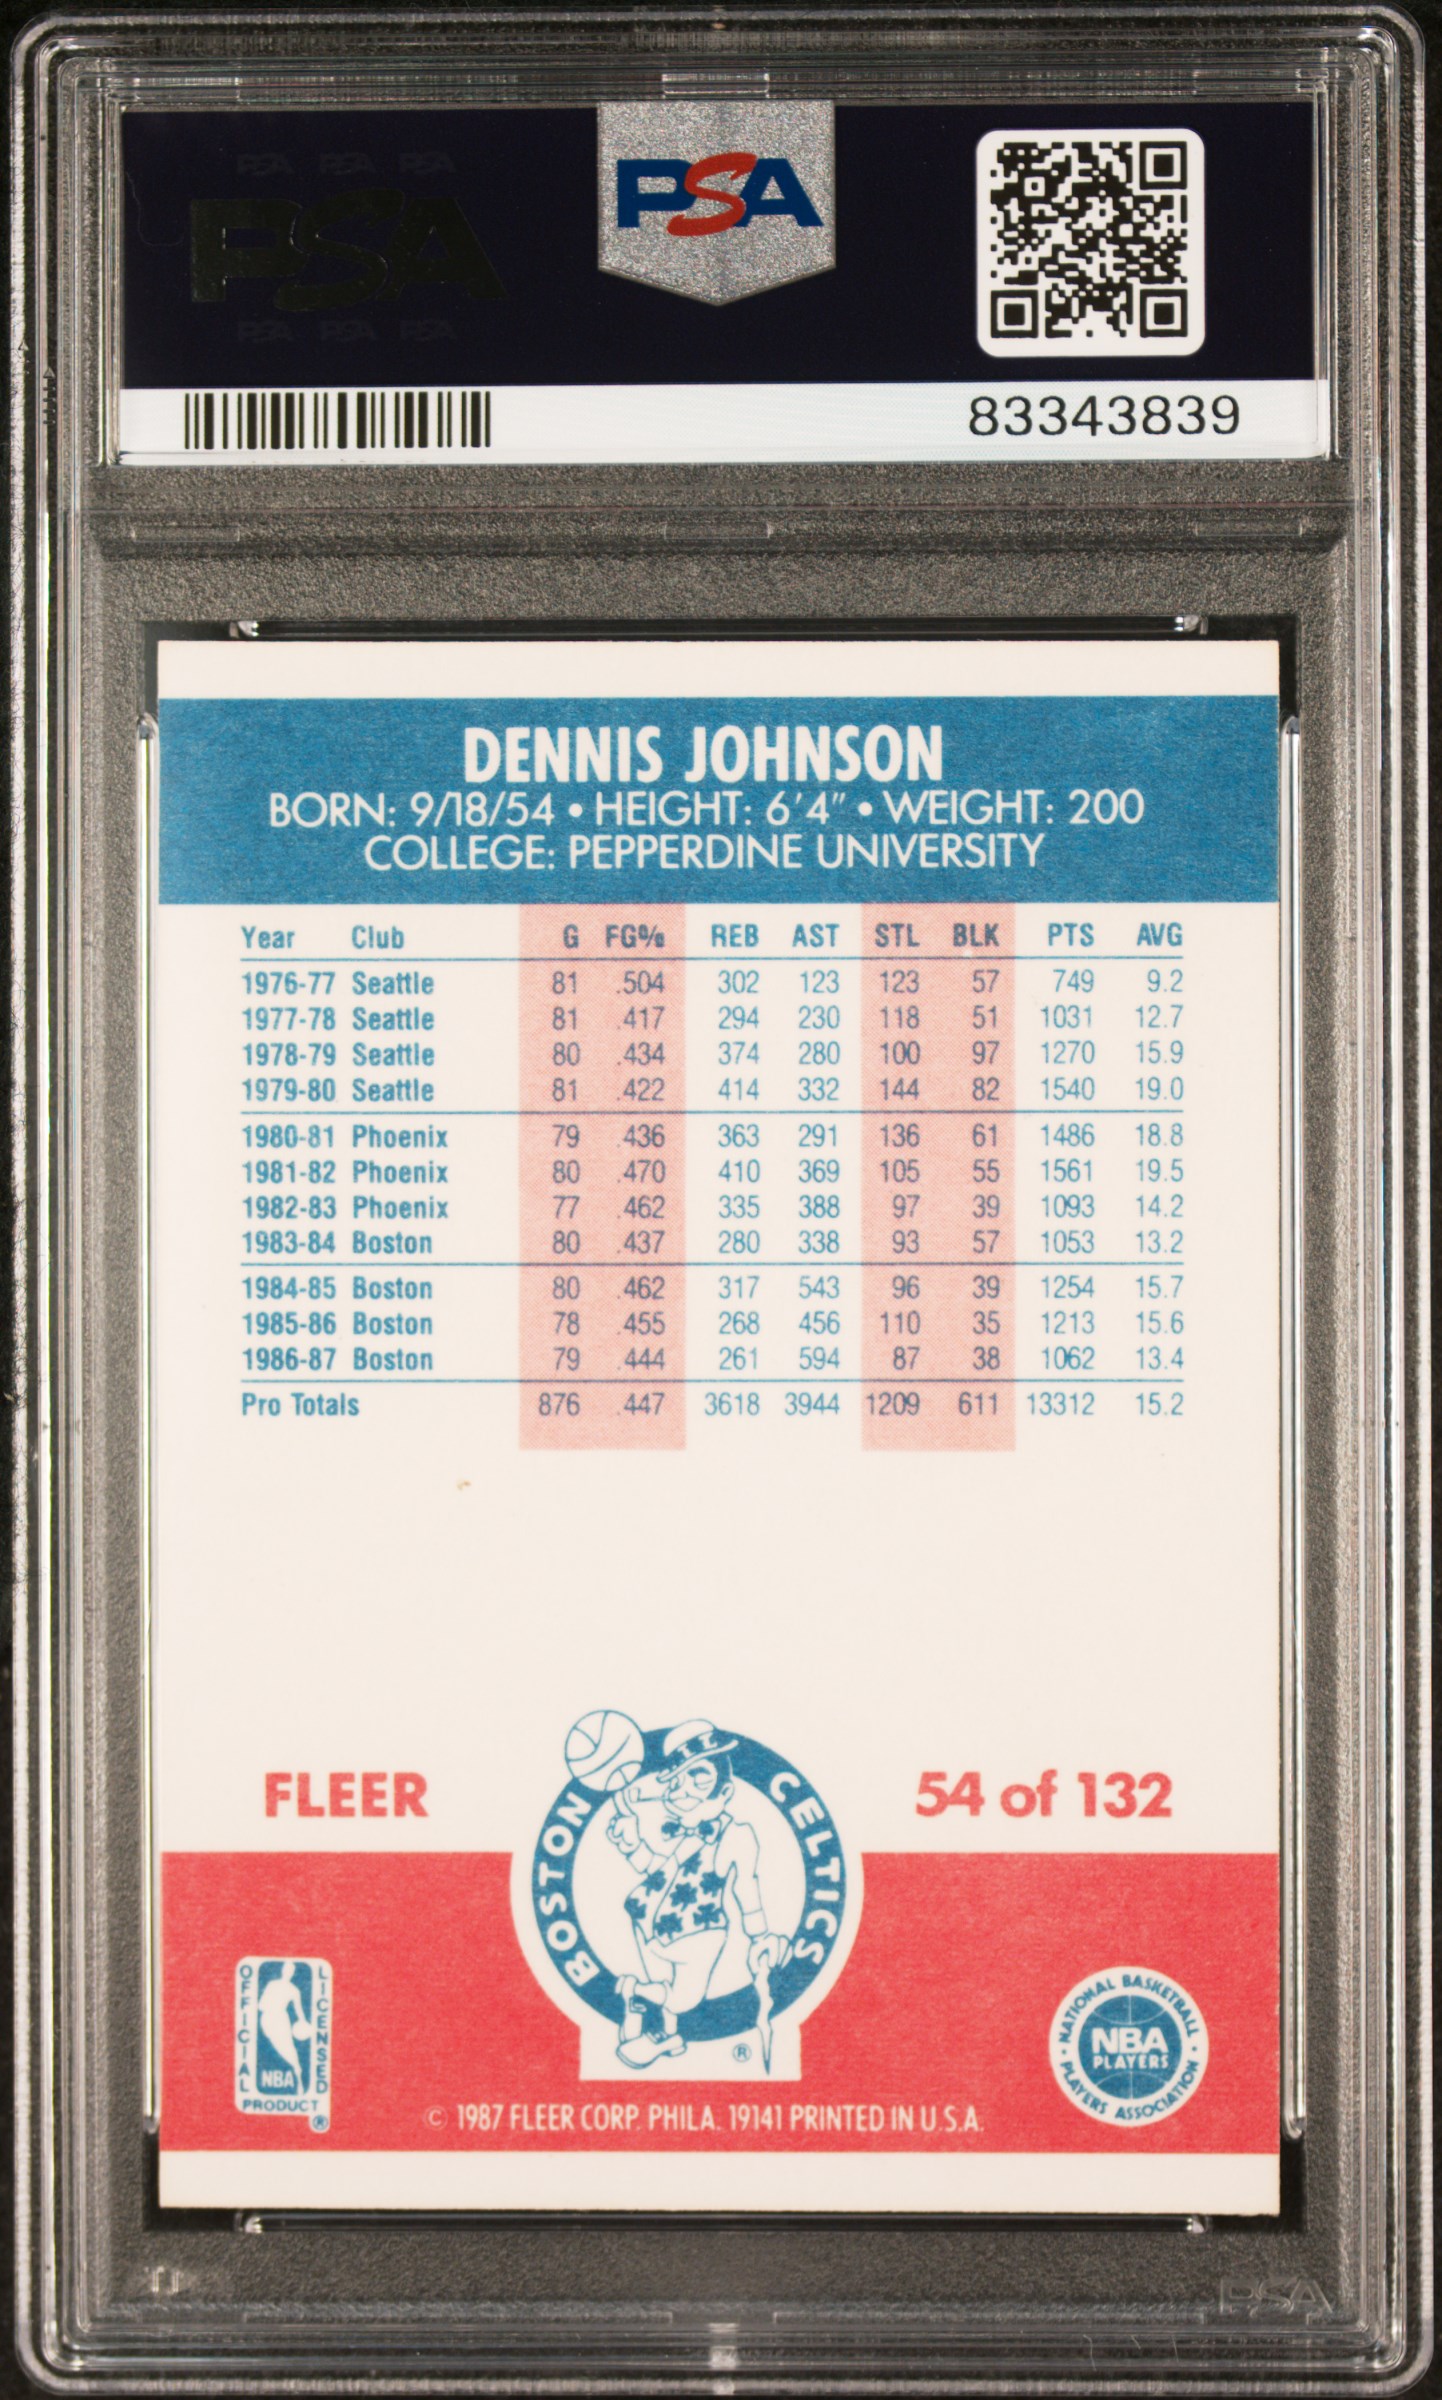 PSA PSA PSA
PSA
PSA PSA PSA
PSA
83343839
DENNIS JOHNSON
BORN: 9/18/54 • HEIGHT: 6'4" • WEIGHT: 200
COLLEGE: PEPPERDINE UNIVERSITY
Year Club G FG% REB AST STL BLK PTS AVG
1976-77 Seattle 81 .504 302 123 123 57 749 9.2
1977-78 Seattle 81 .417 294 230 118 51 1031 12.7
1978-79 Seattle 80 .434 374 280 100 97 1270 15.9
1979-80 Seattle 81 .422 414 332 144 82 1540 19.0
1980-81 Phoenix 79 .436 363 291 136 61 1486 18.8
1981-82 Phoenix 80 .470 410 369 105 55 1561 19.5
1982-83 Phoenix 77 .462 335 388 97 39 1093 14.2
1983-84 Boston 80 .437 280 338 93 57 1053 13.2
1984-85 Boston 80 .462 317 543 96 39 1254 15.7
1985-86 Boston 78 .455 268 456 110 35 1213 15.6
1986-87 Boston 79 .444 261 594 87 38 1062 13.4
Pro Totals 876 .447 3618 3944 1209 611 13312 15.2
FLEER
BOSTON CELTICS
®
54 of 132
OFFICIAL LICENSED
NBA
PRODUCT
®
NATIONAL BASKETBALL
NBA
PLAYERS
• PLAYERS ASSOCIATION •
© 1987 FLEER CORP. PHILA. 19141 PRINTED IN U.S.A.
PSA